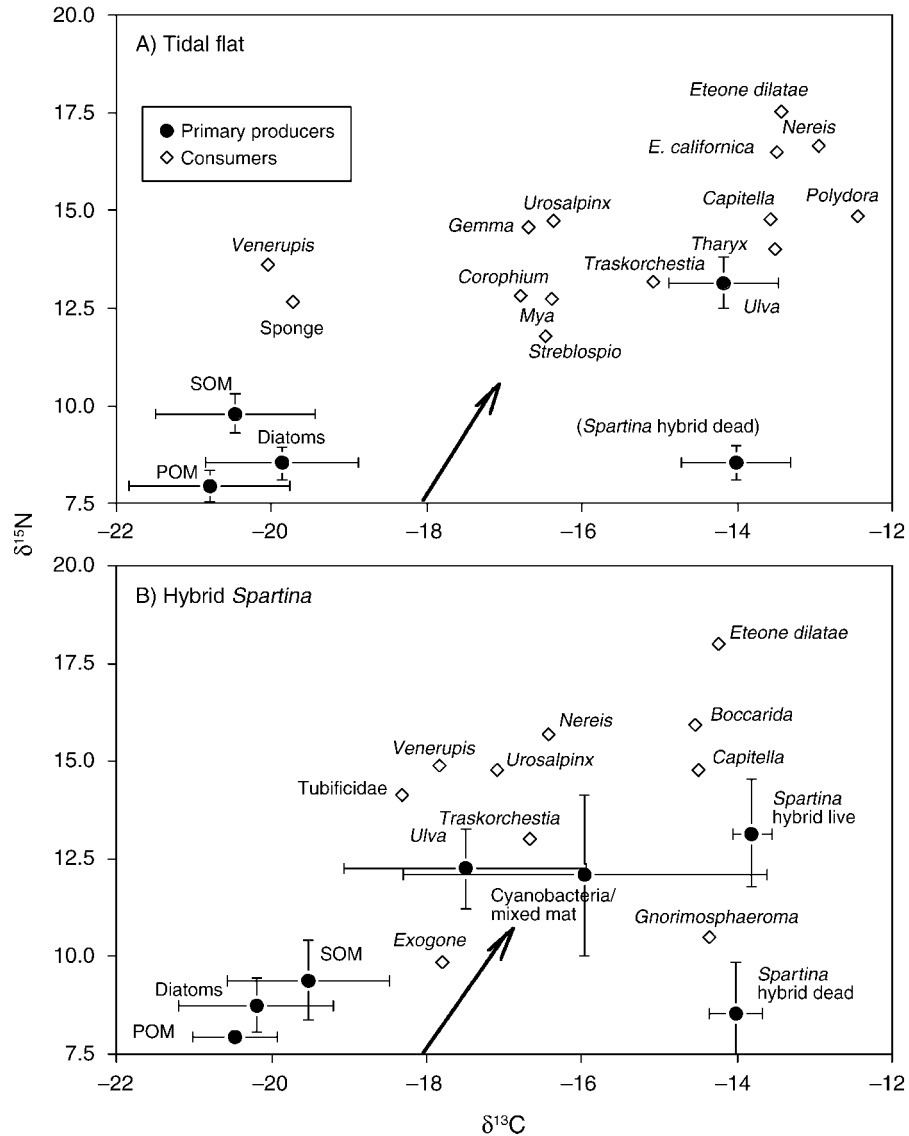 20.0
A) Tidal flat
Eteone dilatae
17.5
Primary producers
Nereis
Consumers
E. californica
Urosalpinx
Capitella
Polydora
15.0
Gemma
Venerupis
Tharyx
Corophium
Traskorchestia
12.5
Sponge
Mya
Ulva
Streblospio
SOM
10.0
Diatoms
(Spartina hybrid dead)
POM
7.5
−22 −20 −18 −16 −14 −12
δ15N
20.0
B) Hybrid Spartina
Eteone dilatae
17.5
Nereis
Boccarida
Venerupis
Urosalpinx
Capitella
15.0
Tubificidae
Traskorchestia
Spartina
hybrid live
Ulva
12.5
Cyanobacteria/
mixed mat
Gnorimosphaeroma
Exogone
10.0
SOM
Diatoms
Spartina
hybrid dead
POM
7.5
−22 −20 −18 −16 −14 −12
δ13C